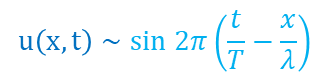 u(x,t) ~ sin 2π (t/T − x/λ)